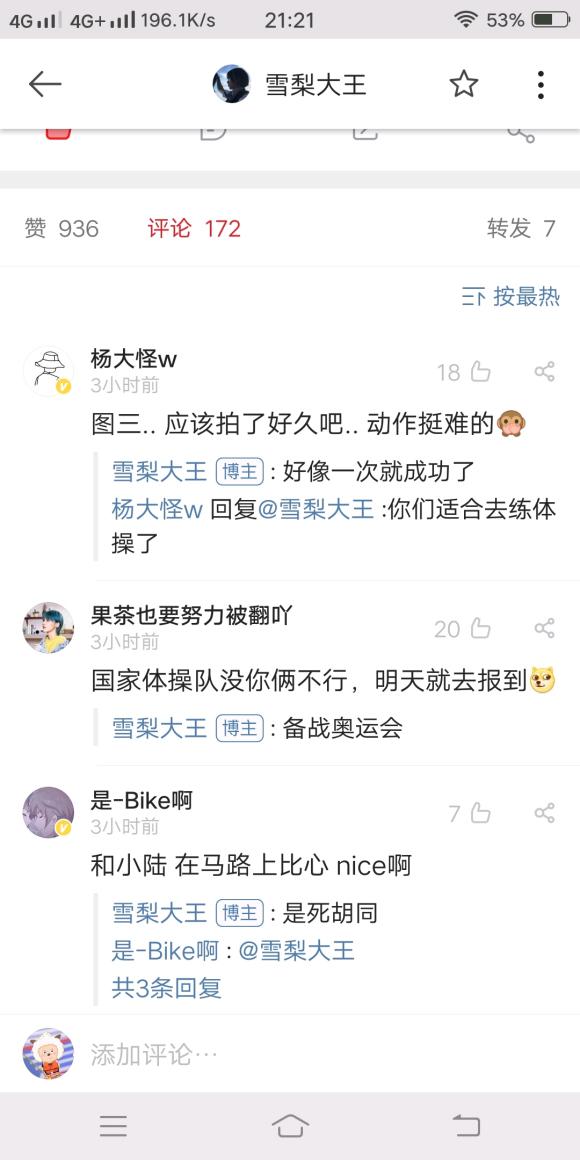 4G 4G+ 196.1K/s 21:21 53%
雪梨大王
赞 936 评论 172 转发 7
按最热
杨大怪w
3小时前 18
图三.. 应该拍了好久吧.. 动作挺难的🙊
雪梨大王 博主 : 好像一次就成功了
杨大怪w 回复@雪梨大王 :你们适合去练体
操了
果茶也要努力被翻吖
3小时前 20
国家体操队没你俩不行，明天就去报到
雪梨大王 博主 : 备战奥运会
是-Bike啊
3小时前 7
和小陆 在马路上比心 nice啊
雪梨大王 博主 : 是死胡同
是-Bike啊 : @雪梨大王
共3条回复
添加评论…